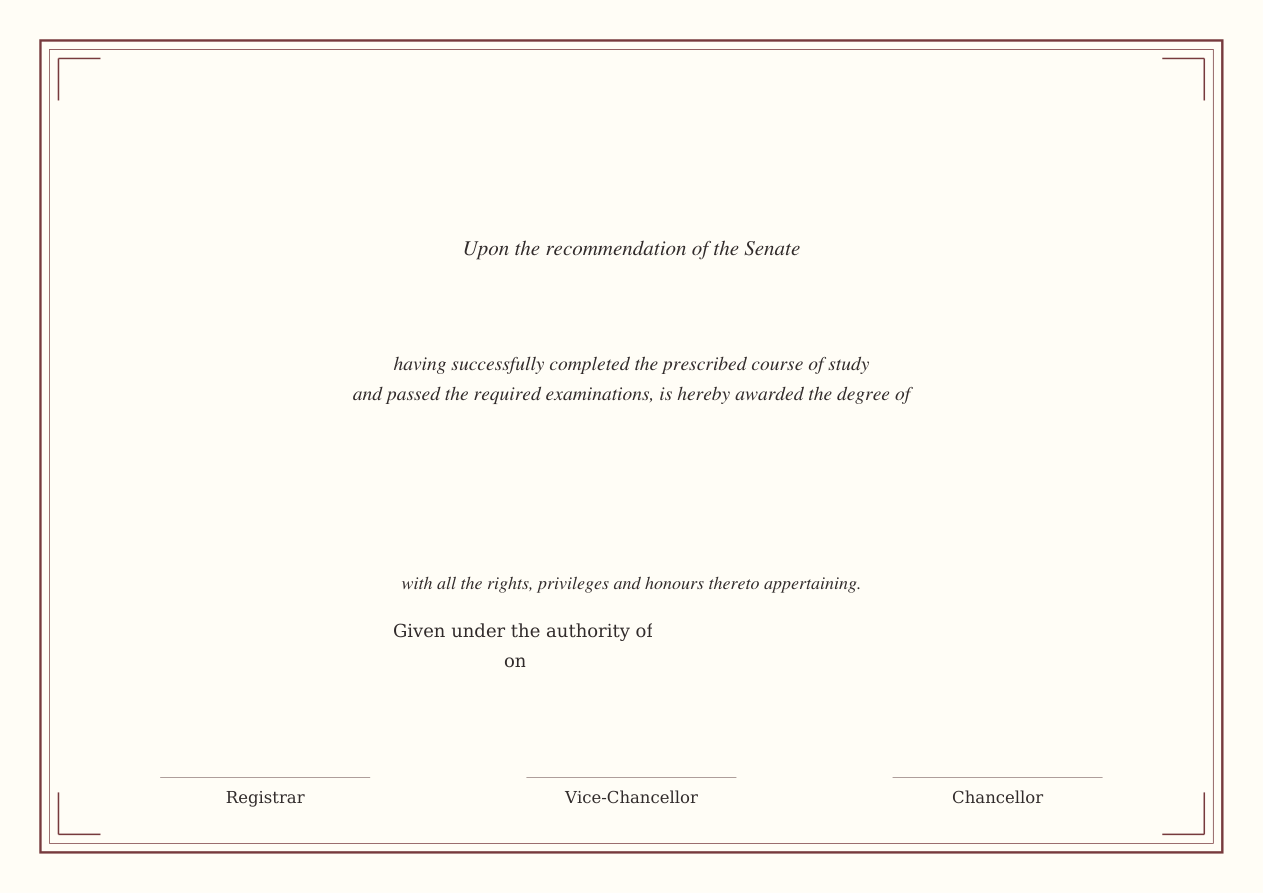 Upon the recommendation of the Senate
having successfully completed the prescribed course of study
and passed the required examinations, is hereby awarded the degree of
with all the rights, privileges and honours thereto appertaining.
Given under the authority of
on
Registrar Vice-Chancellor Chancellor